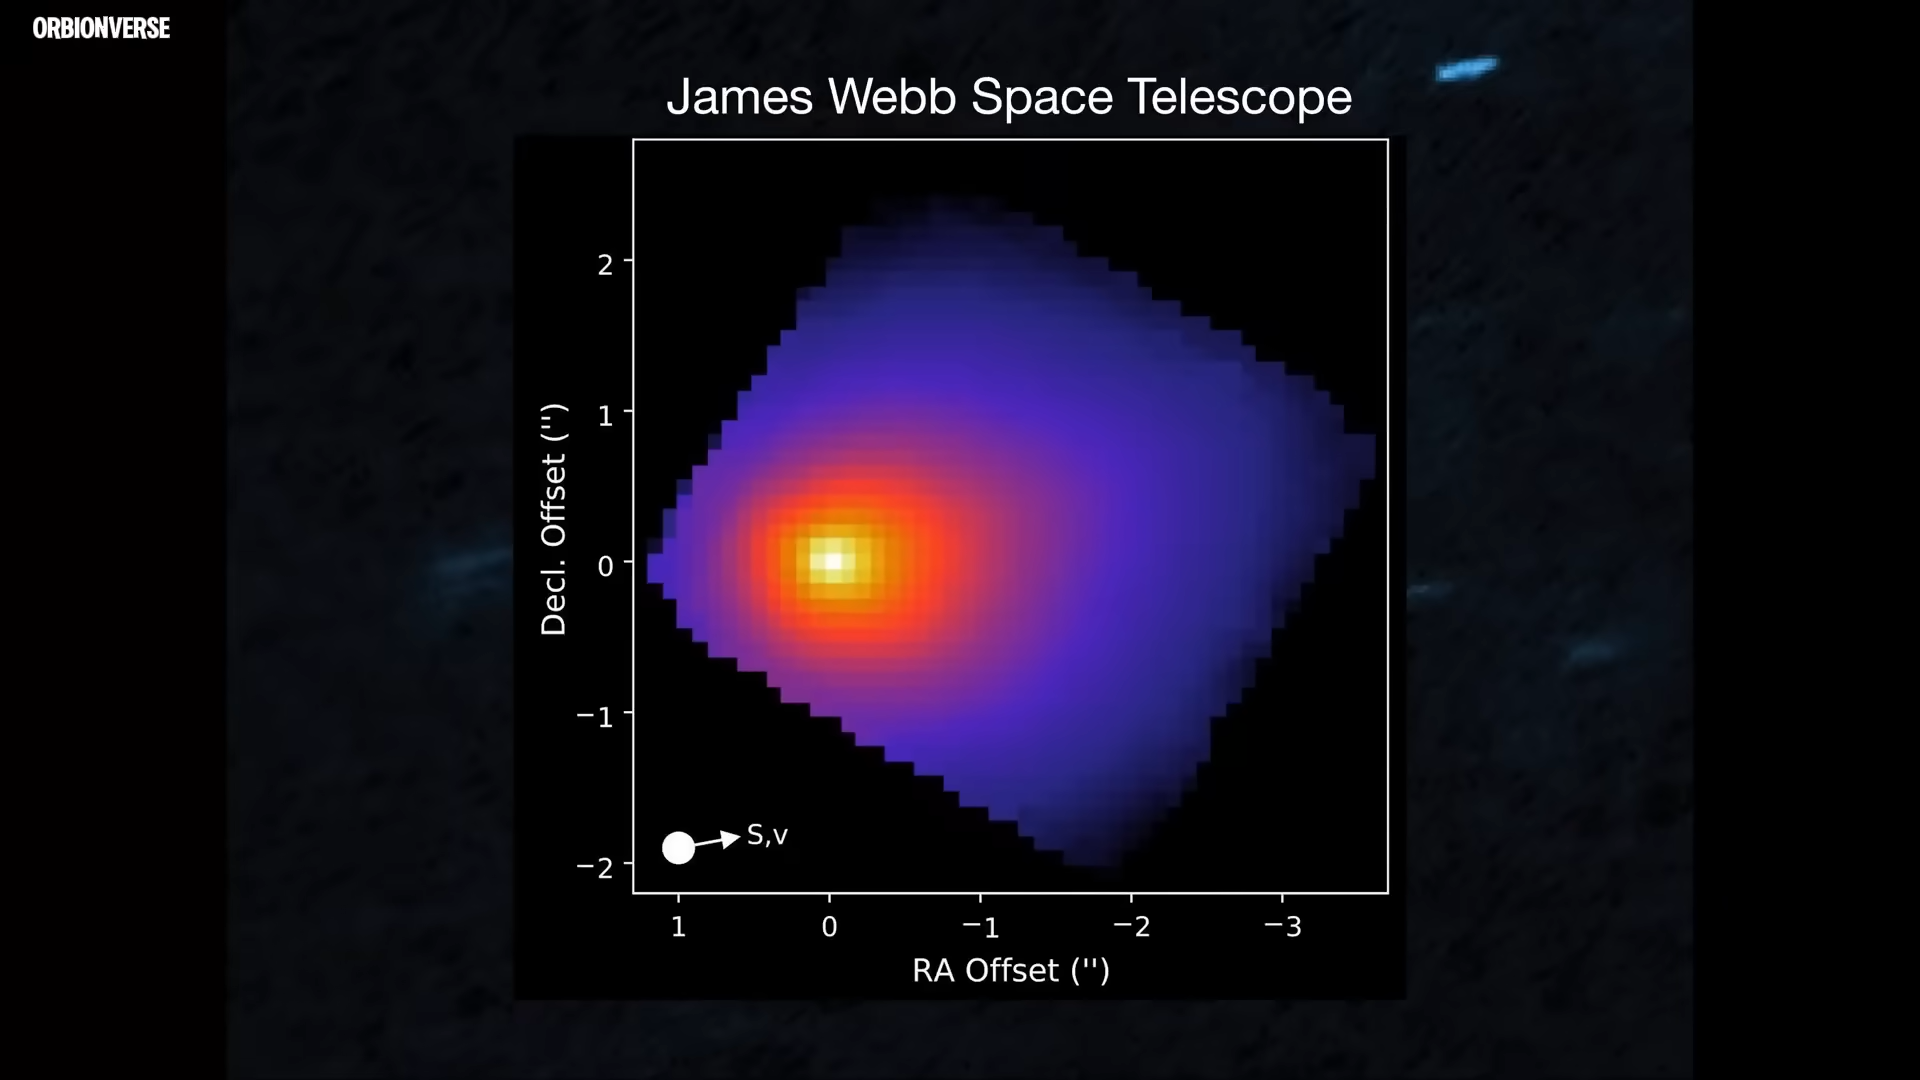 ORBIONVERSE
James Webb Space Telescope
Decl. Offset ('')
2
1
0
−1
−2
S,v
1
0
−1
−2
−3
RA Offset ('')